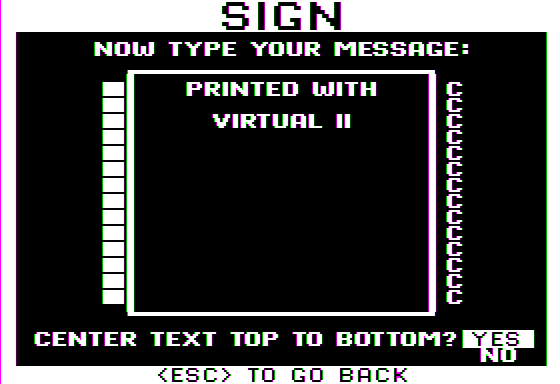 SIGN
NOW TYPE YOUR MESSAGE:
PRINTED WITH C
C
VIRTUAL II C
C
C
C
C
C
C
C
C
C
C
C
CENTER TEXT TOP TO BOTTOM? YES
NO
<ESC> TO GO BACK